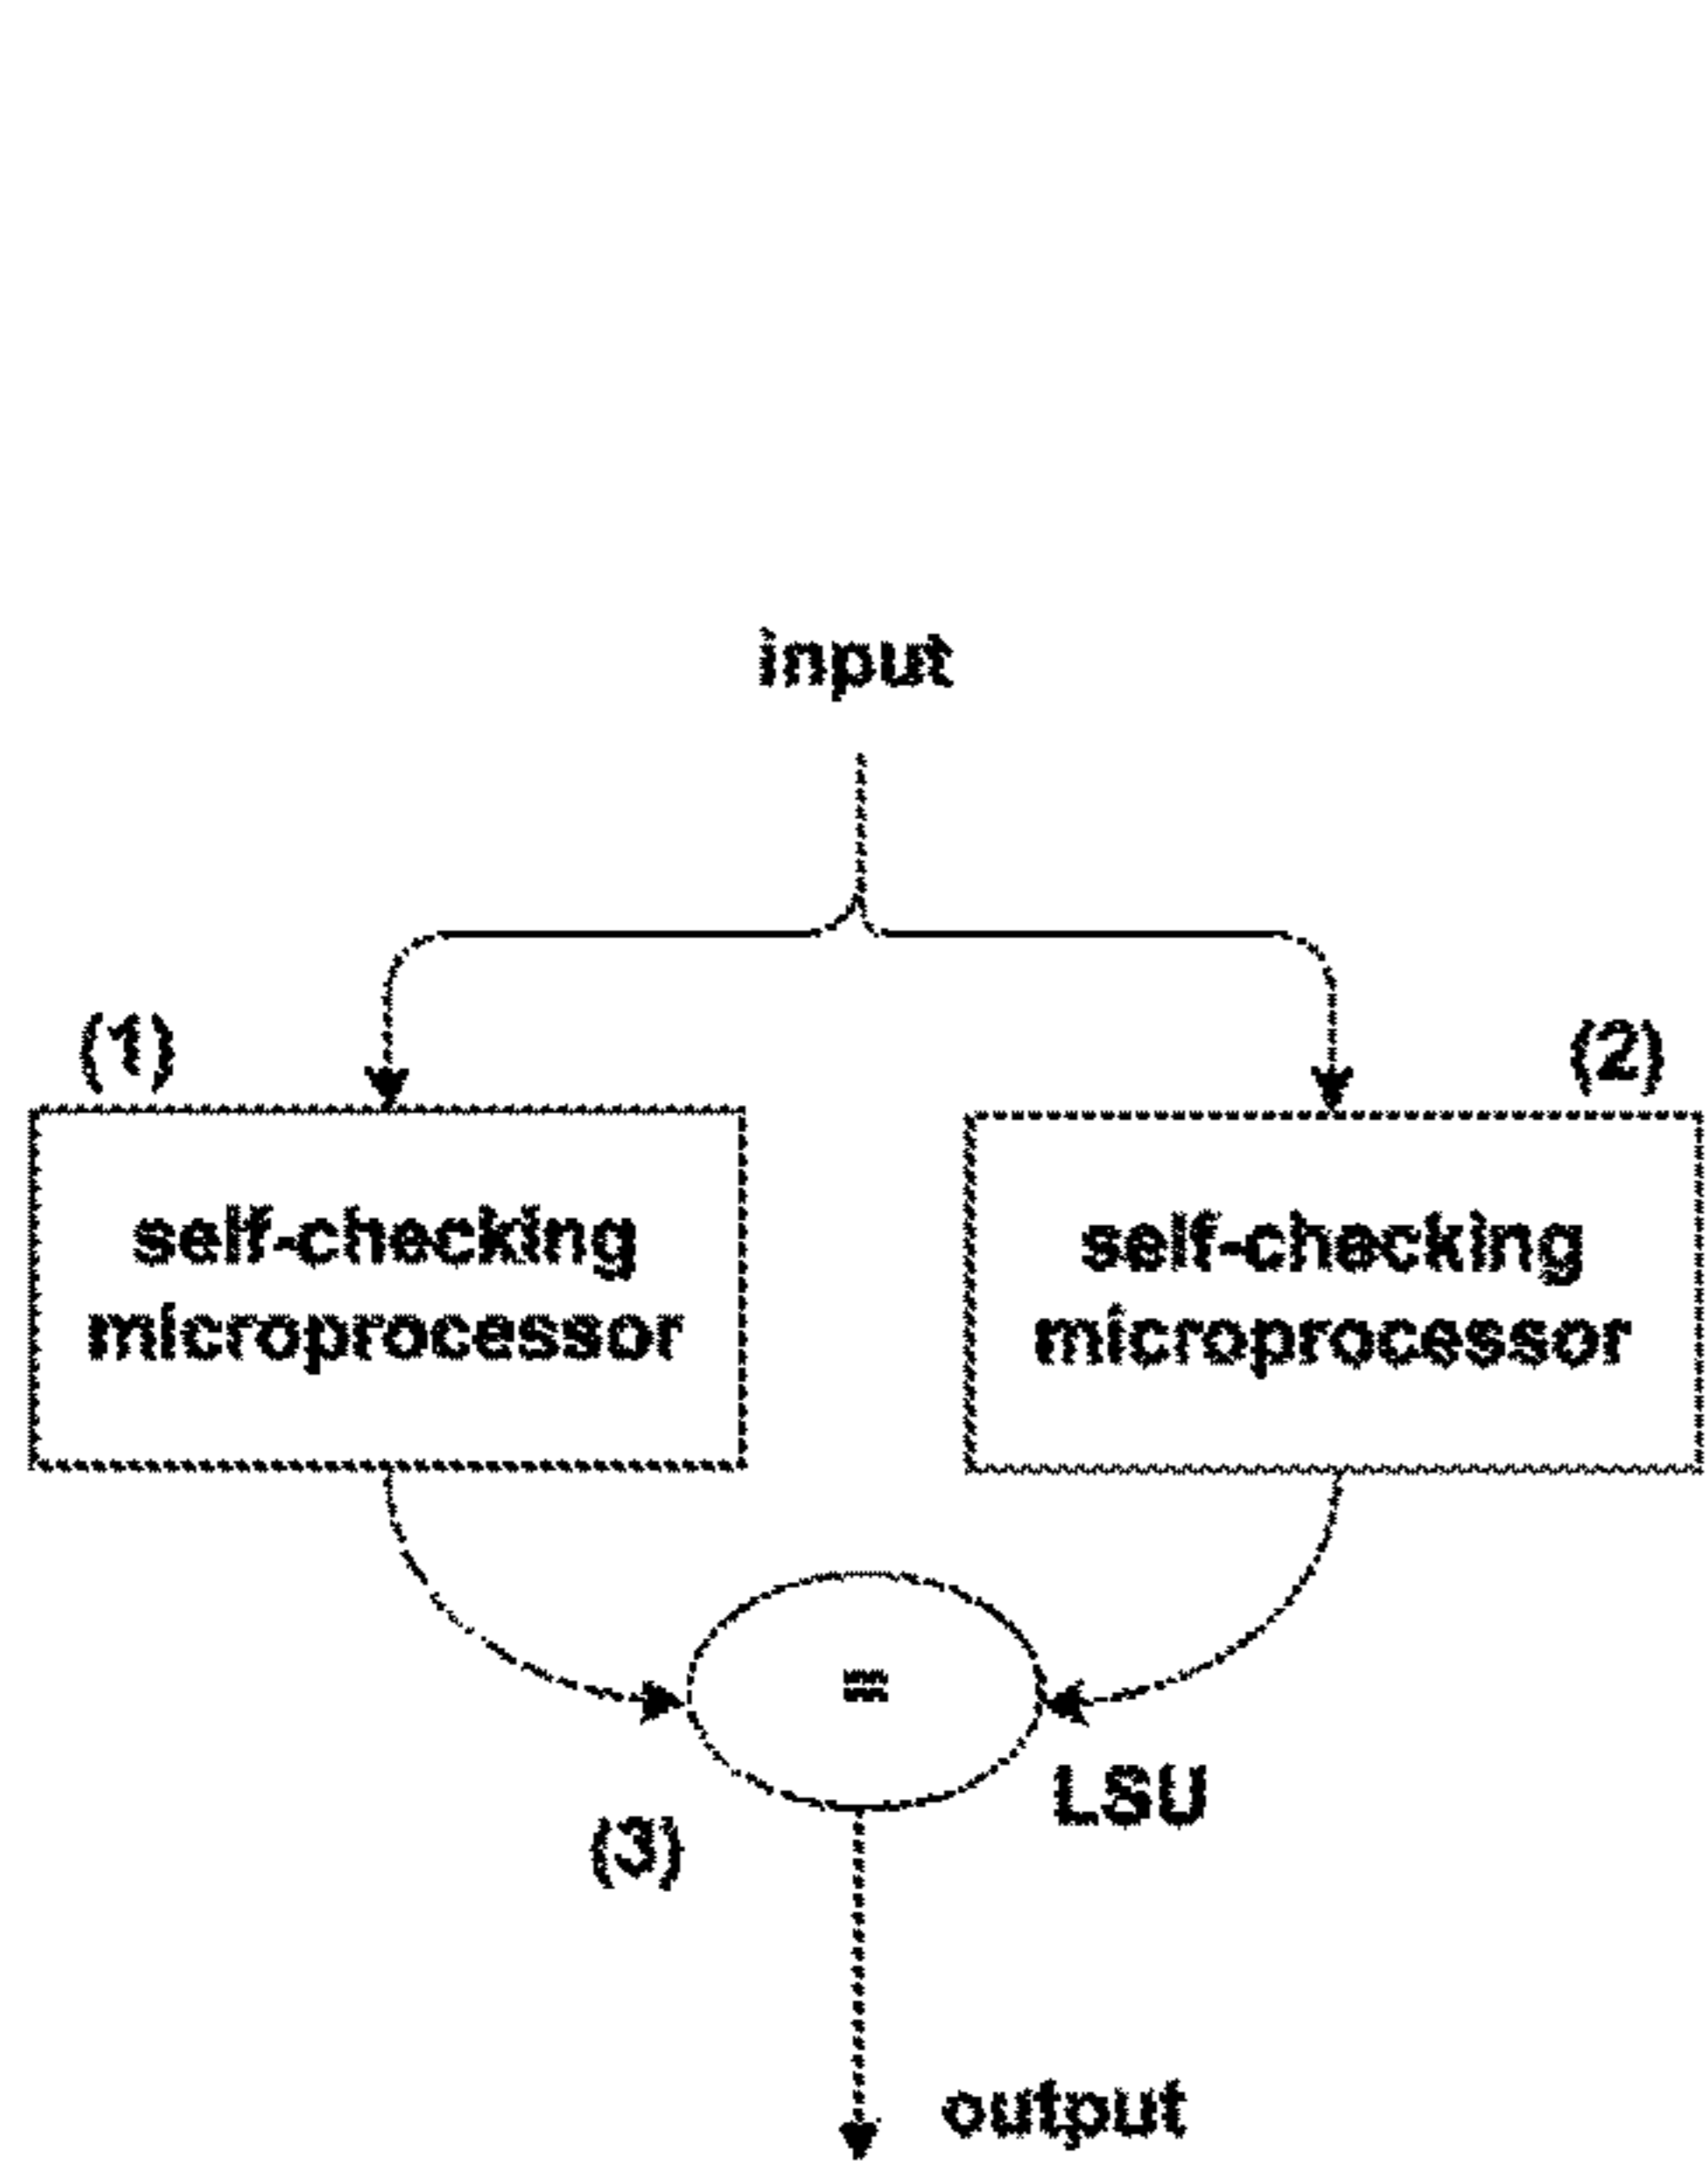 input
(1)
(2)
self-checking
microprocessor
self-checking
microprocessor
=
LSU
(3)
output